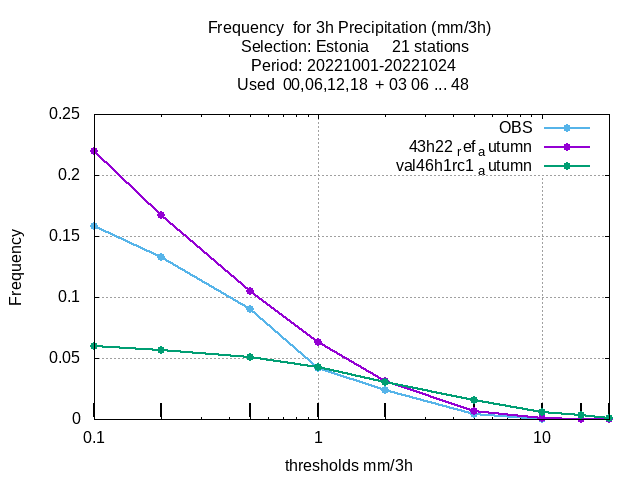 Frequency for 3h Precipitation (mm/3h)
Selection: Estonia 21 stations
Period: 20221001-20221024
Used 00,06,12,18 + 03 06 ... 48
OBS
43h22 ref a utumn
val46h1rc1 a utumn
0.25
0.2
0.15
0.1
0.05
0
Frequency
0.1 1 10
thresholds mm/3h